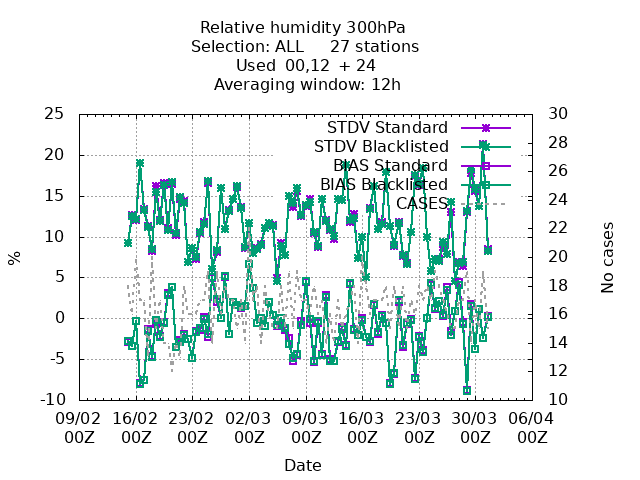 Relative humidity 300hPa
Selection: ALL     27 stations
Used  00,12  + 24
Averaging window: 12h
25
20
15
10
5
0
-5
-10
%
30
28
26
24
22
20
18
16
14
12
10
No cases
STDV Standard
STDV Blacklisted
BIAS Standard
BIAS Blacklisted
CASES
09/02 16/02 23/02 02/03 09/03 16/03 23/03 30/03 06/04
00Z 00Z 00Z 00Z 00Z 00Z 00Z 00Z 00Z
Date